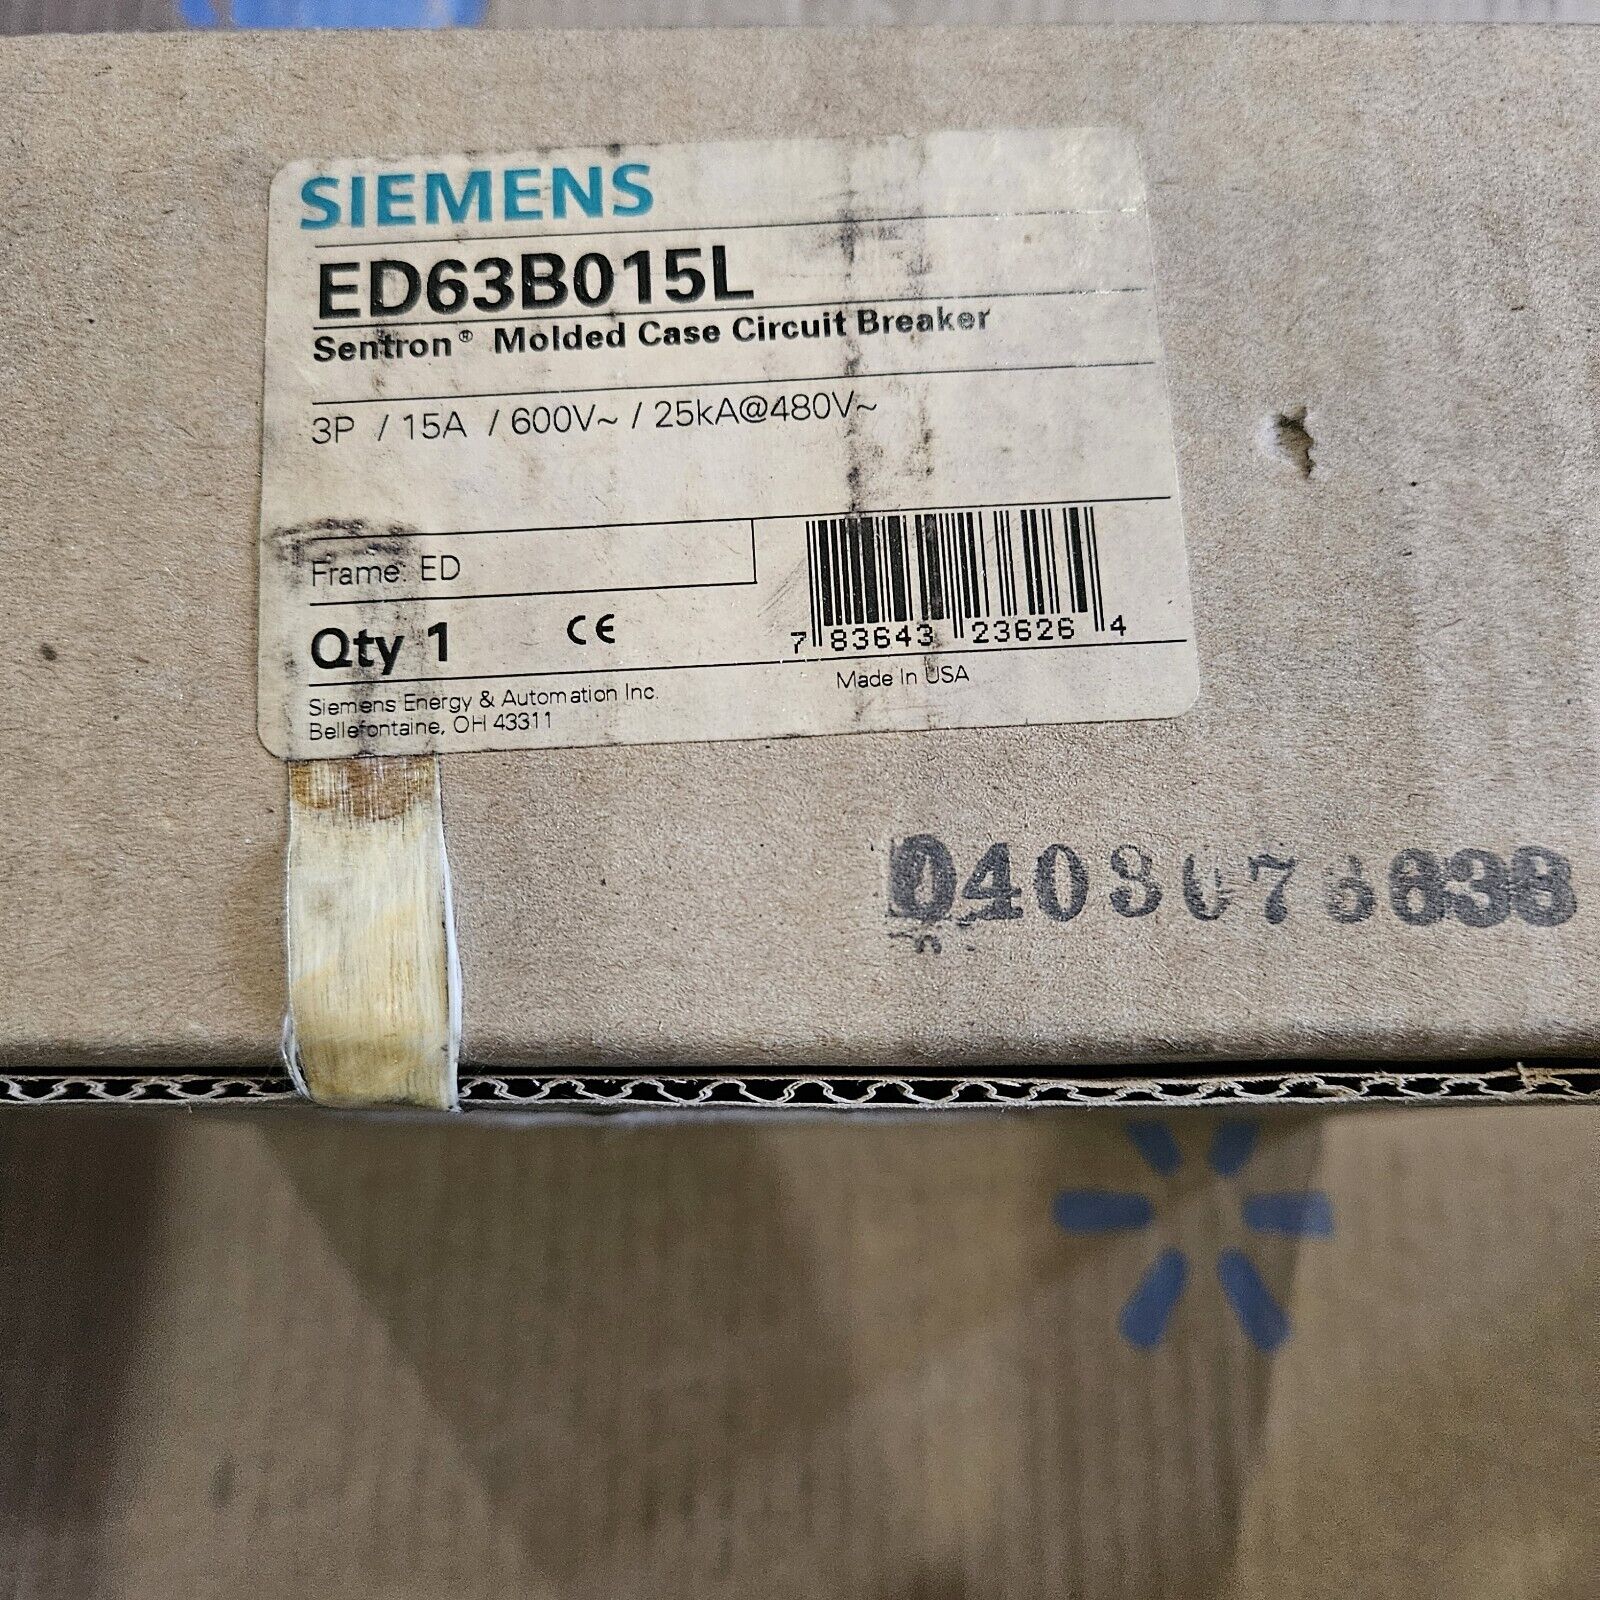 SIEMENS
ED63B015L
Sentron® Molded Case Circuit Breaker
3P / 15A / 600V~ / 25kA@480V~
Frame: ED
Qty 1 CE
7 83643 23626 4
Made In USA
Siemens Energy & Automation Inc.
Bellefontaine, OH 43311